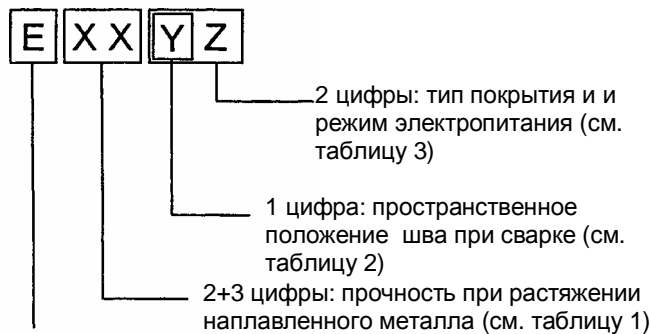 E XX Y Z
2 цифры: тип покрытия и и
режим электропитания (см.
таблицу 3)
1 цифра: пространственное
положение шва при сварке (см.
таблицу 2)
2+3 цифры: прочность при растяжении
наплавленного металла (см. таблицу 1)